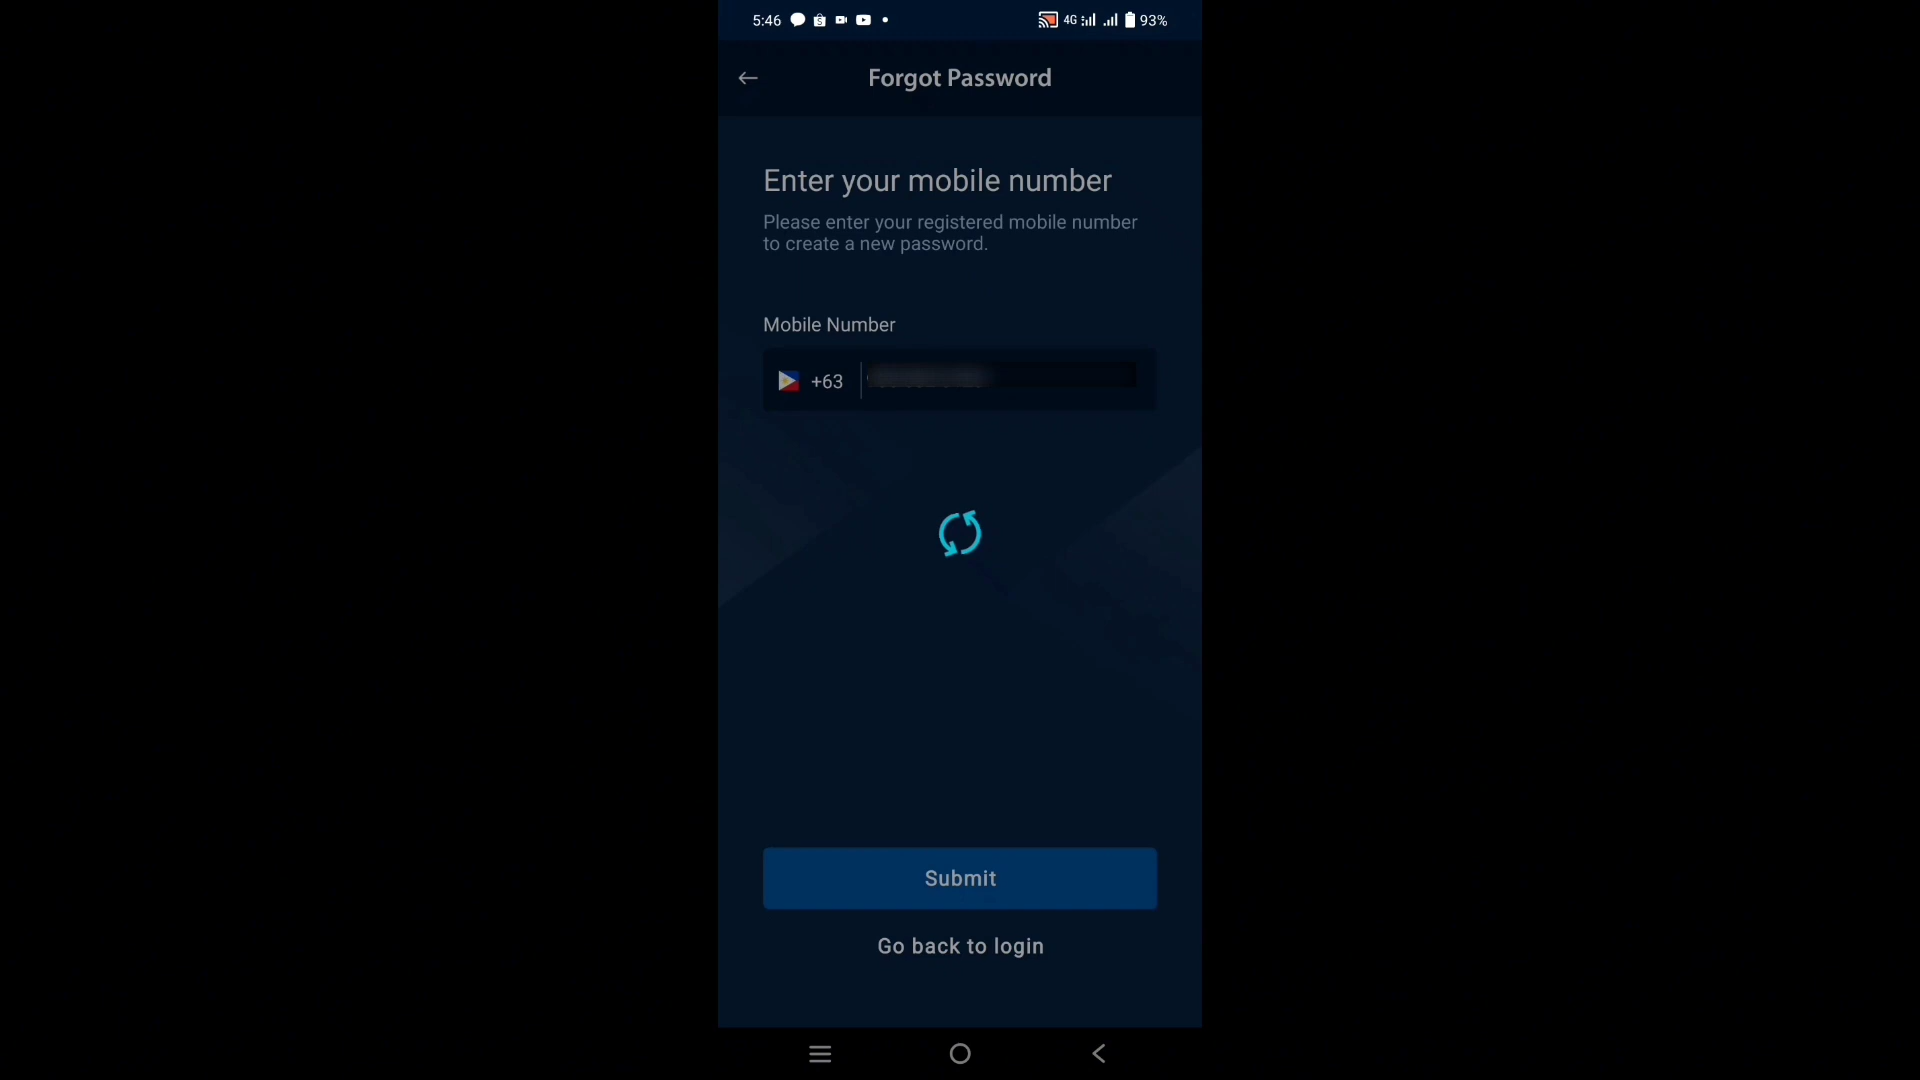 5:46
4G
93%
Forgot Password
Enter your mobile number
Please enter your registered mobile number
to create a new password.
Mobile Number
+63
Submit
Go back to login